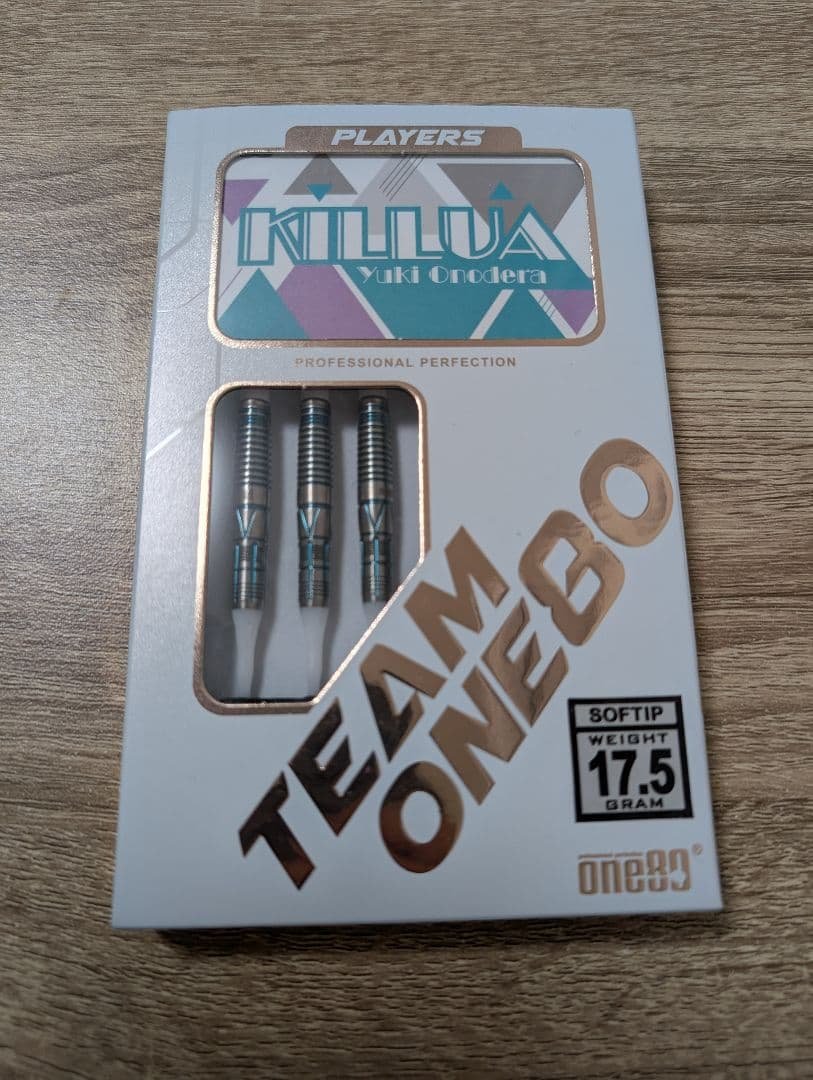 PLAYERS
KiLLUA
Yuki Onodera
PROFESSIONAL PERFECTION
TEAM
ONE80
SOFTIP
WEIGHT
17.5
GRAM
one80®